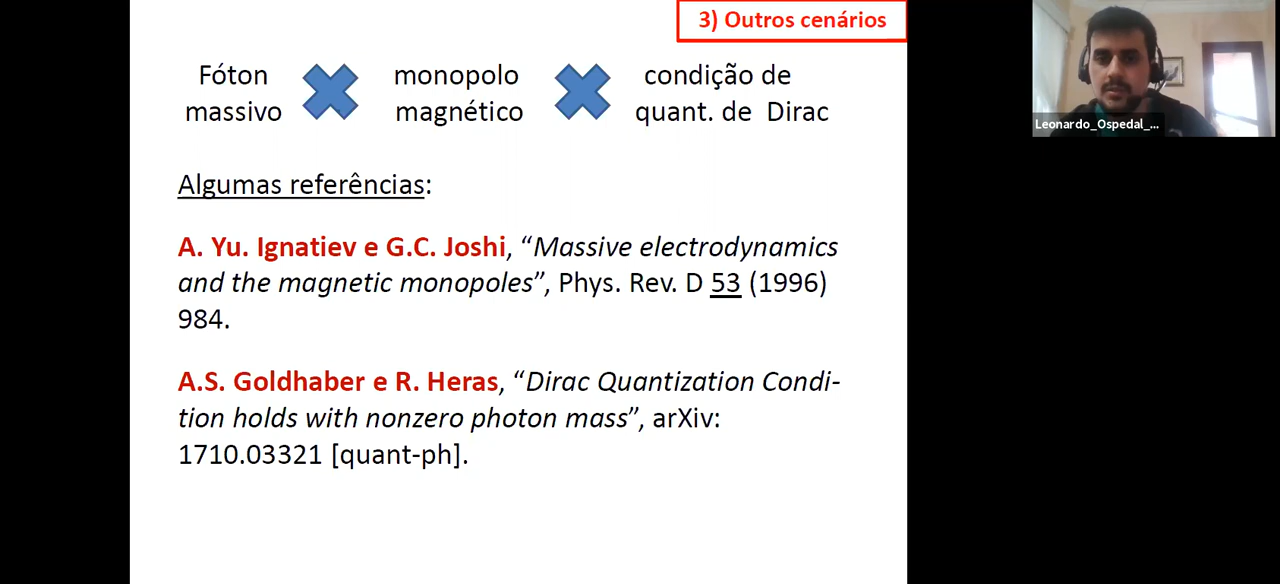 3) Outros cenários
Fóton
massivo
monopolo
magnético
condição de
quant. de Dirac
Algumas referências:
A. Yu. Ignatiev e G.C. Joshi, “Massive electrodynamics
and the magnetic monopoles”, Phys. Rev. D 53 (1996)
984.
A.S. Goldhaber e R. Heras, “Dirac Quantization Condi-
tion holds with nonzero photon mass”, arXiv:
1710.03321 [quant-ph].
Leonardo_Ospedal_...